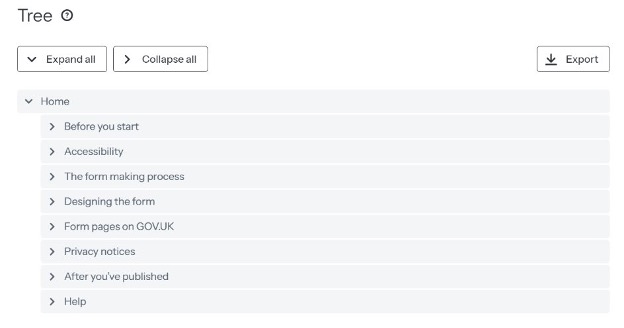 Tree ?
Expand all Collapse all Export
Home
Before you start
Accessibility
The form making process
Designing the form
Form pages on GOV.UK
Privacy notices
After you've published
Help